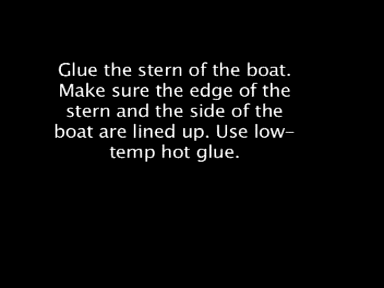 Glue the stern of the boat.
Make sure the edge of the
stern and the side of the
boat are lined up. Use low-
temp hot glue.